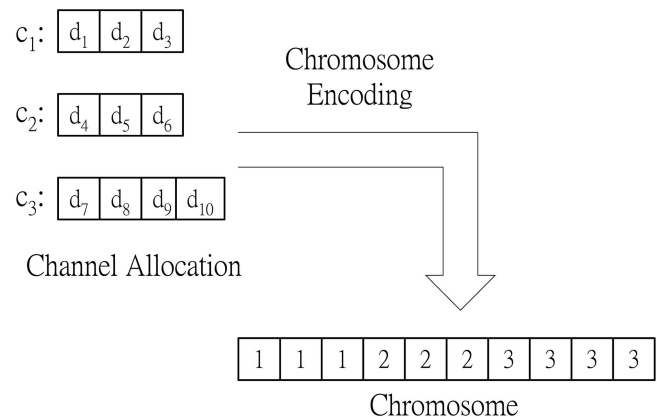 c₁: d₁ d₂ d₃
Chromosome
Encoding
c₂: d₄ d₅ d₆
c₃: d₇ d₈ d₉ d₁₀
Channel Allocation
1 1 1 2 2 2 3 3 3 3
Chromosome